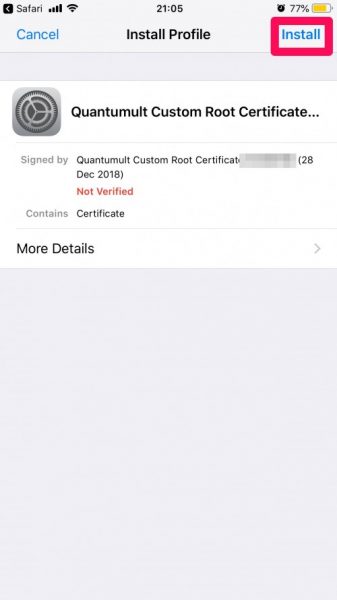 Safari 21:05 77%
Cancel Install Profile Install
Quantumult Custom Root Certificate...
Signed by Quantumult Custom Root Certificate (28
Dec 2018)
Not Verified
Contains Certificate
More Details